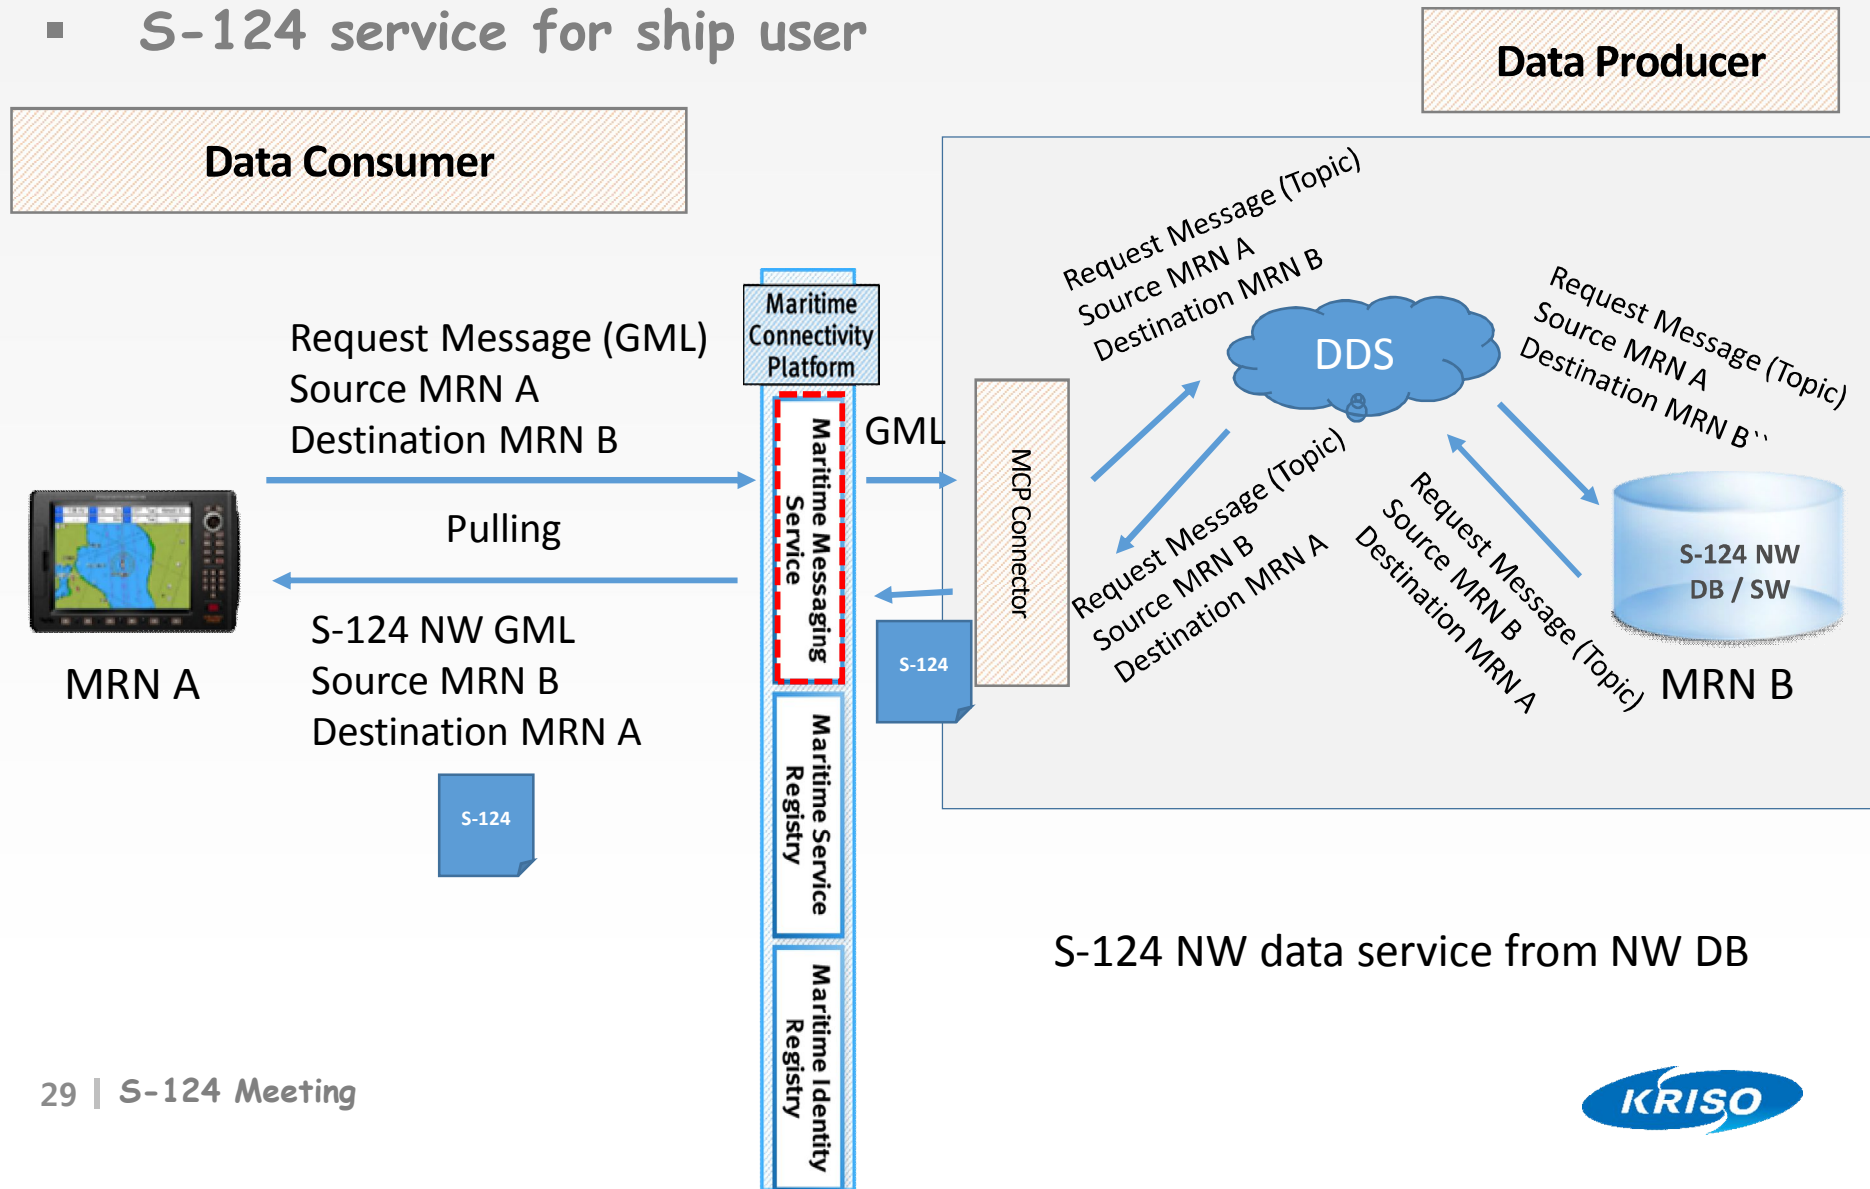 ▪ S-124 service for ship user
Data Producer
Data Consumer
Request Message (GML)
Source MRN A
Destination MRN B
Pulling
S-124 NW GML
Source MRN B
Destination MRN A
S-124
MRN A
Maritime
Connectivity
Platform
Maritime Messaging
Service
Maritime Service
Registry
Maritime Identity
Registry
GML
S-124
MCP Connector
Request Message (Topic)
Source MRN A
Destination MRN B
DDS
Request Message (Topic)
Source MRN A
Destination MRN B``
Request Message (Topic)
Source MRN B
Destination MRN A
Request Message (Topic)
Source MRN B
Destination MRN A
S-124 NW
DB / SW
MRN B
S-124 NW data service from NW DB
29 | S-124 Meeting
KRISO